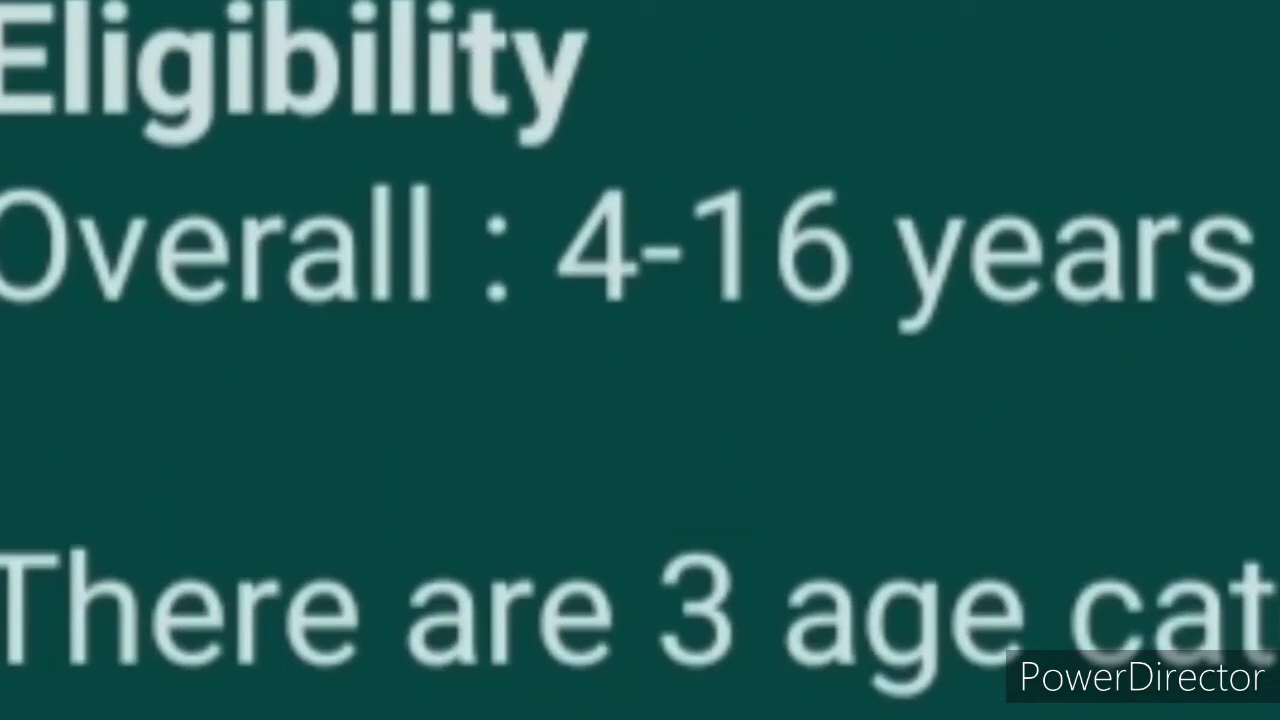 Eligibility
Overall : 4-16 years
There are 3 age cat
PowerDirector